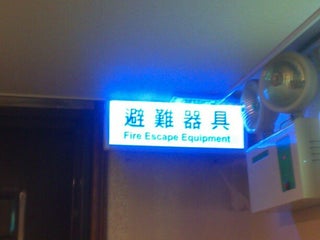 避難器具
Fire Escape Equipment